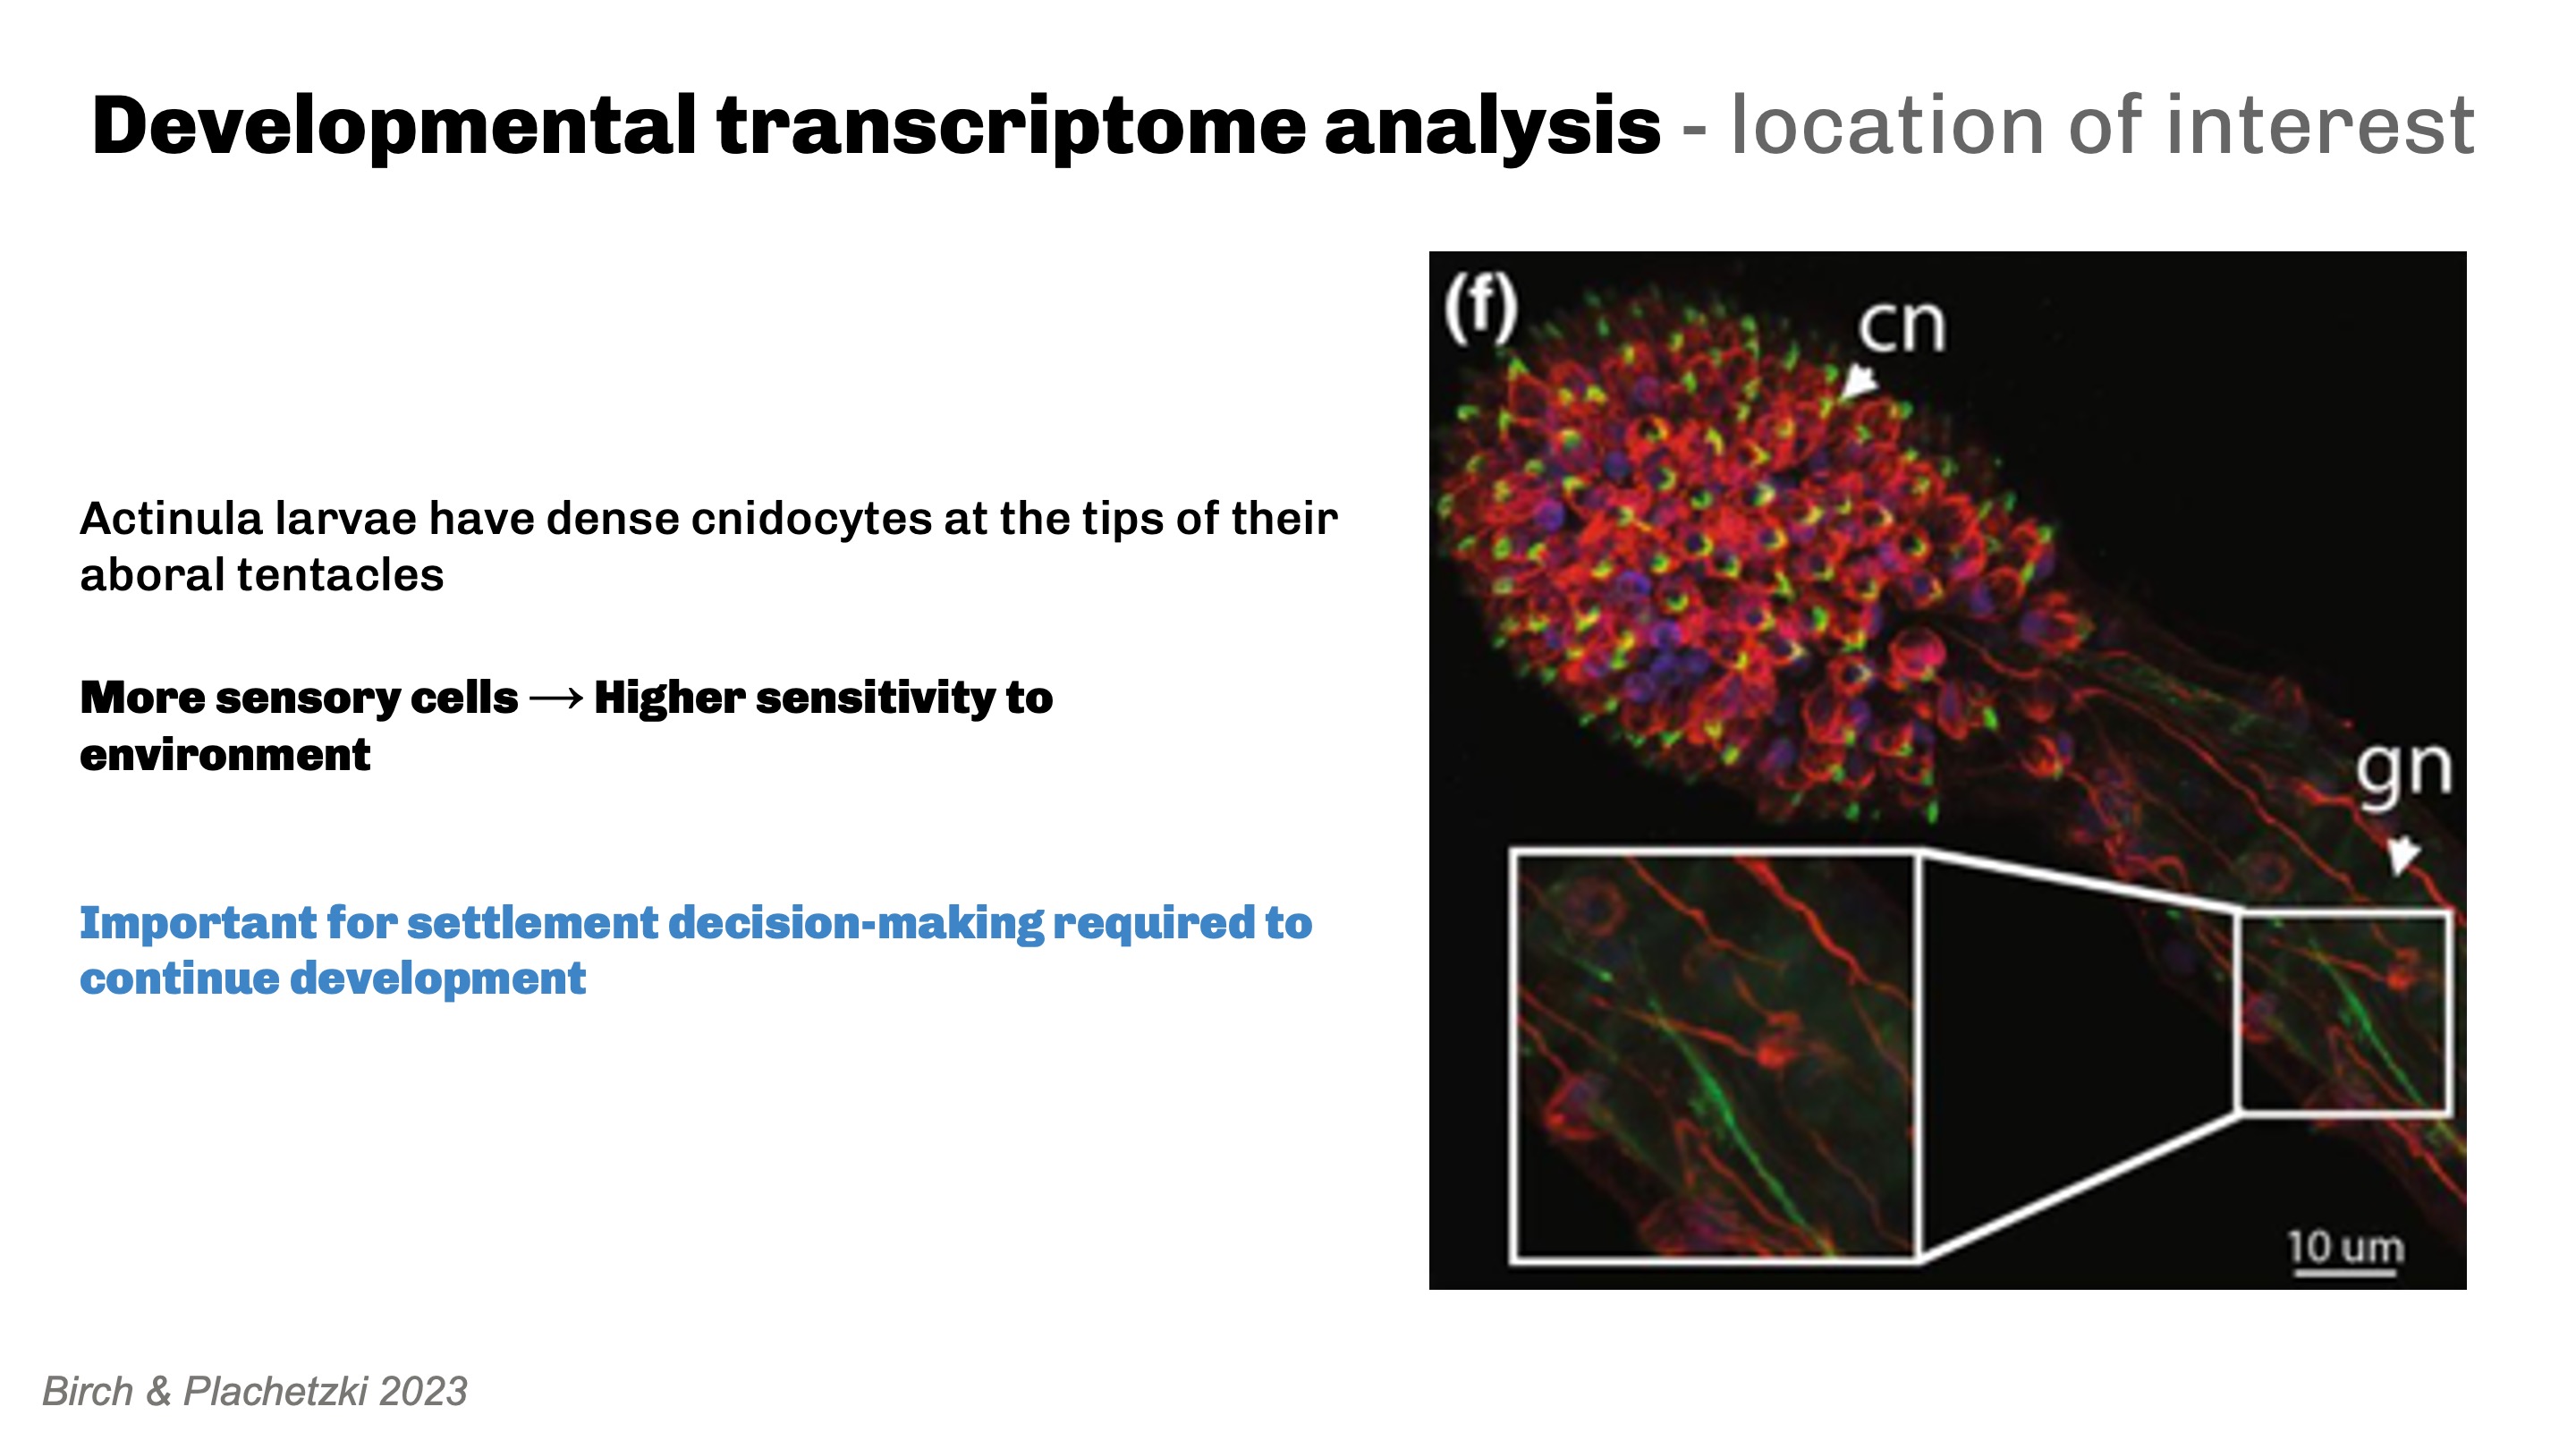 Developmental transcriptome analysis - location of interest
Actinula larvae have dense cnidocytes at the tips of their
aboral tentacles
More sensory cells → Higher sensitivity to
environment
Important for settlement decision-making required to
continue development
(f)
cn
gn
10 um
Birch & Plachetzki 2023